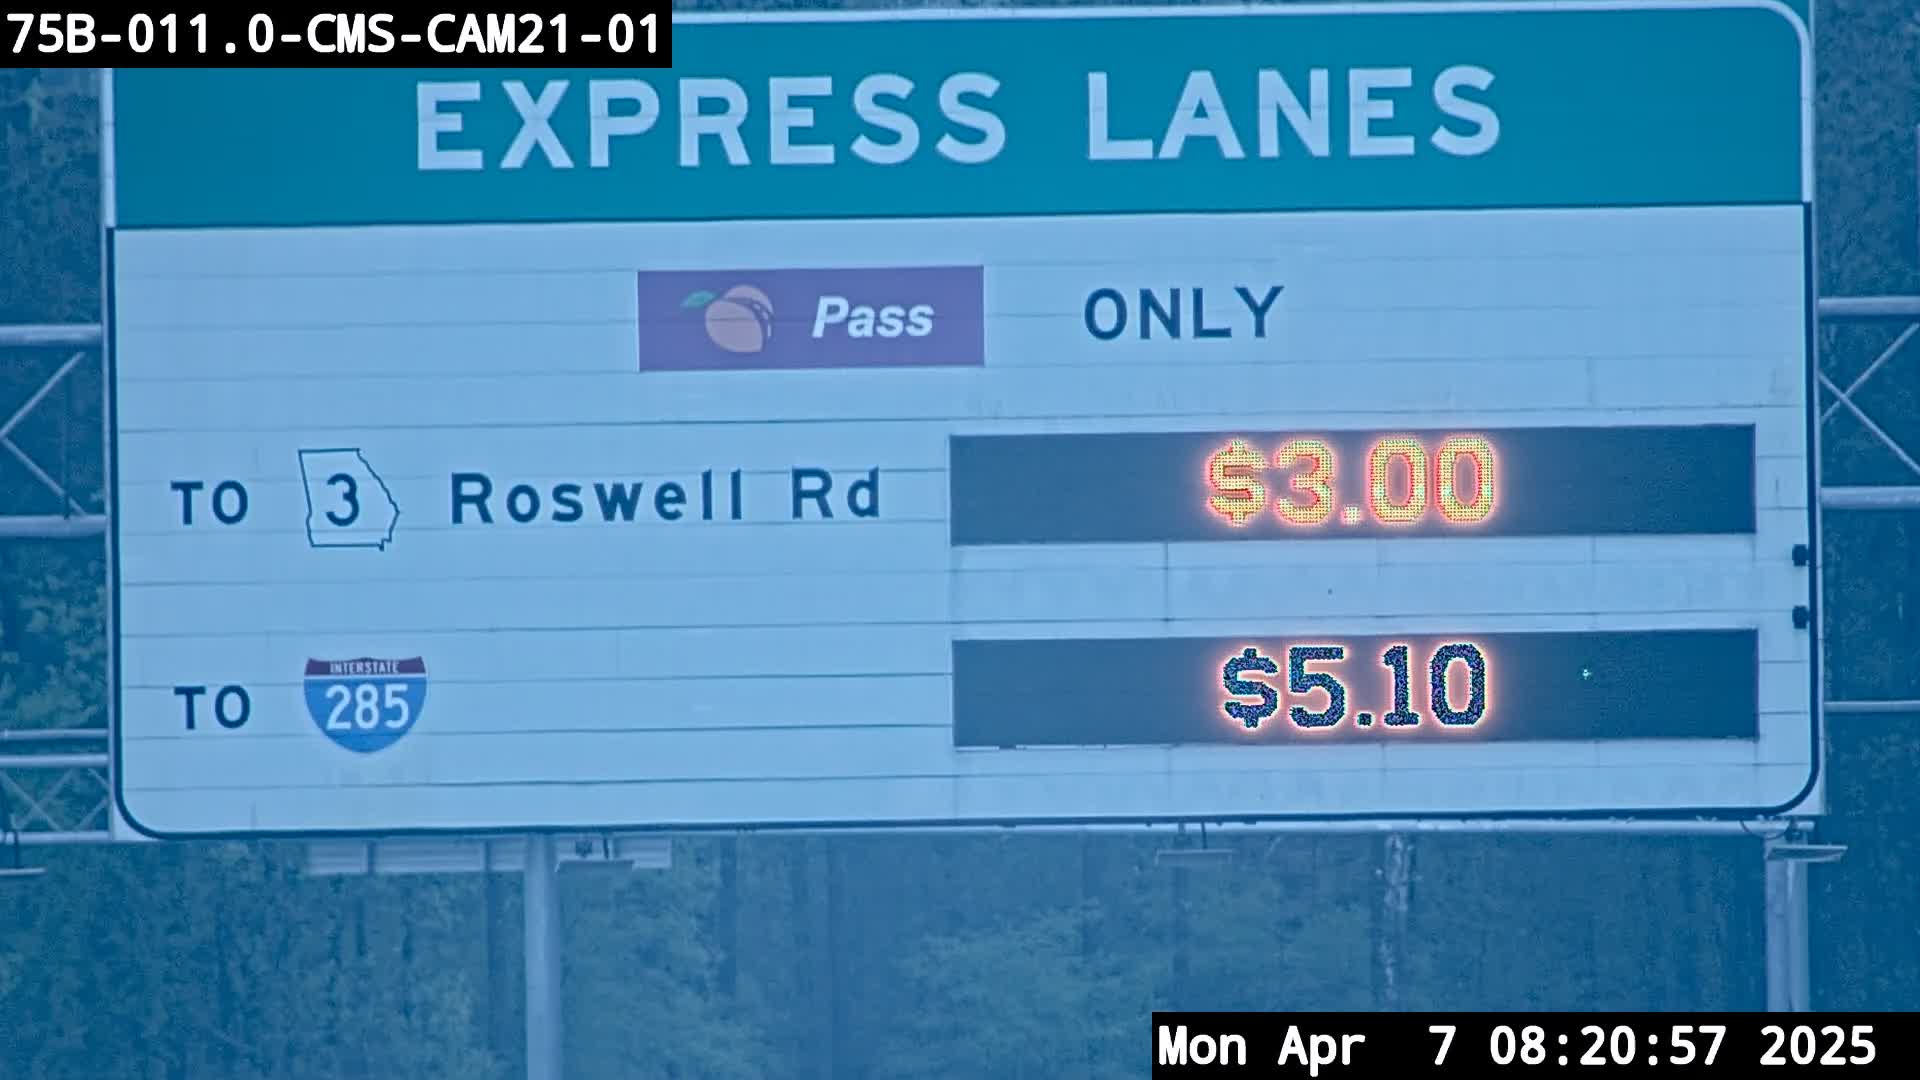 75B-011.0-CMS-CAM21-01
EXPRESS LANES
Pass ONLY
TO 3 Roswell Rd $3.00
TO INTERSTATE 285 $5.10
Mon Apr 7 08:20:57 2025